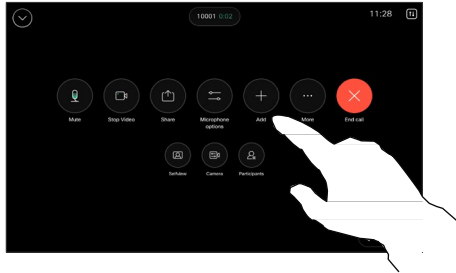 10001 0:02
11:28
Mute
Stop Video
Share
Microphone
options
Add
More
End call
Selfview
Camera
Participants